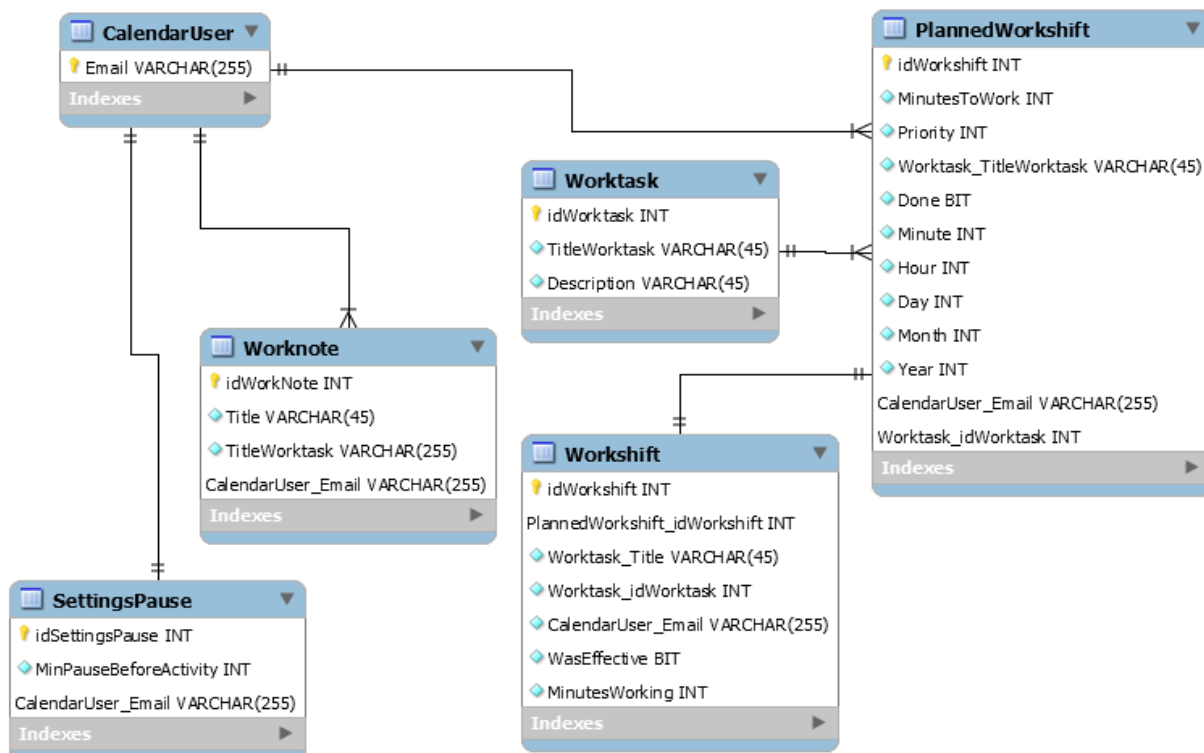 CalendarUser
Email VARCHAR(255)
Indexes
PlannedWorkshift
idWorkshift INT
MinutesToWork INT
Priority INT
Worktask_TitleWorktask VARCHAR(45)
Done BIT
Minute INT
Hour INT
Day INT
Month INT
Year INT
CalendarUser_Email VARCHAR(255)
Worktask_idWorktask INT
Indexes
Worktask
idWorktask INT
TitleWorktask VARCHAR(45)
Description VARCHAR(45)
Indexes
Worknote
idWorkNote INT
Title VARCHAR(45)
TitleWorktask VARCHAR(255)
CalendarUser_Email VARCHAR(255)
Indexes
Workshift
idWorkshift INT
PlannedWorkshift_idWorkshift INT
Worktask_Title VARCHAR(45)
Worktask_idWorktask INT
CalendarUser_Email VARCHAR(255)
WasEffective BIT
MinutesWorking INT
Indexes
SettingsPause
idSettingsPause INT
MinPauseBeforeActivity INT
CalendarUser_Email VARCHAR(255)
Indexes